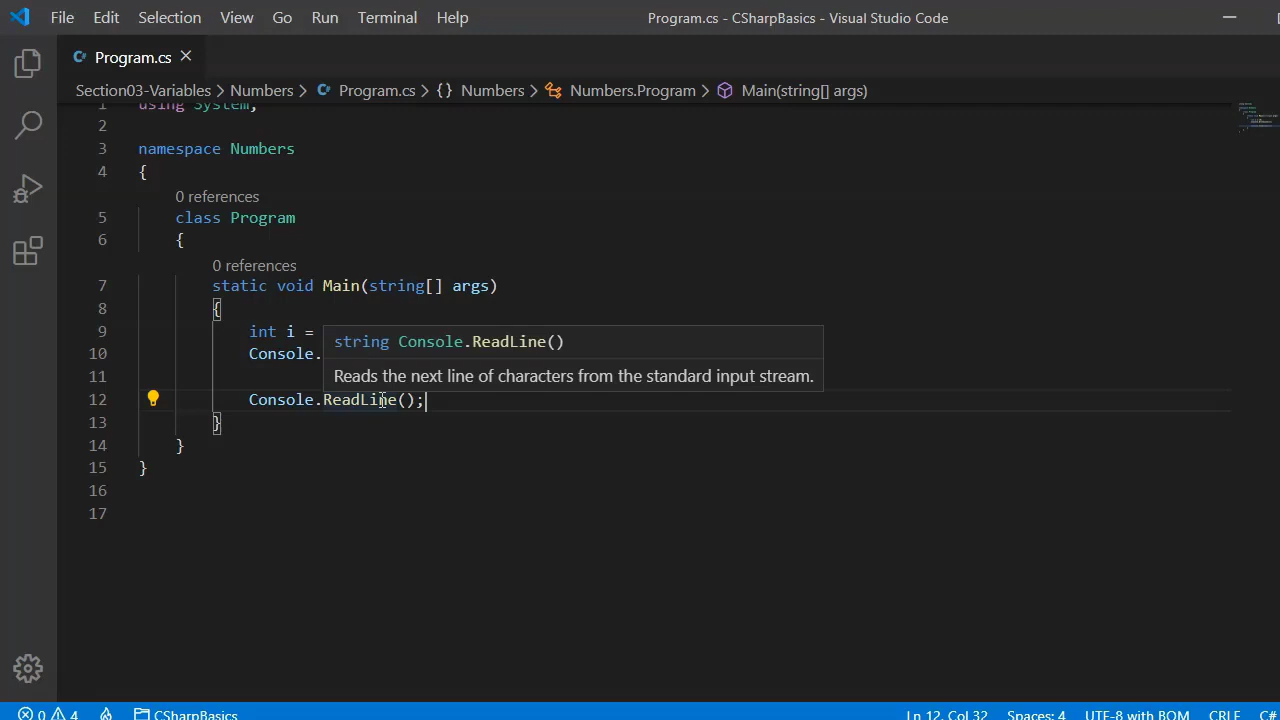 File Edit Selection View Go Run Terminal Help Program.cs - CSharpBasics - Visual Studio Code
Program.cs
Section03-Variables > Numbers > Program.cs > {} Numbers > Numbers.Program > Main(string[] args)
1 using System;
2
3 namespace Numbers
4 {
0 references
5 class Program
6 {
0 references
7 static void Main(string[] args)
8 {
9 int i =
string Console.ReadLine()
10 Console.
11
Reads the next line of characters from the standard input stream.
12 Console.ReadLine();
13 }
14 }
15 }
16
17
0 4 CSharpBasics Ln 12, Col 32 Spaces: 4 UTF-8 with BOM CRLF C#